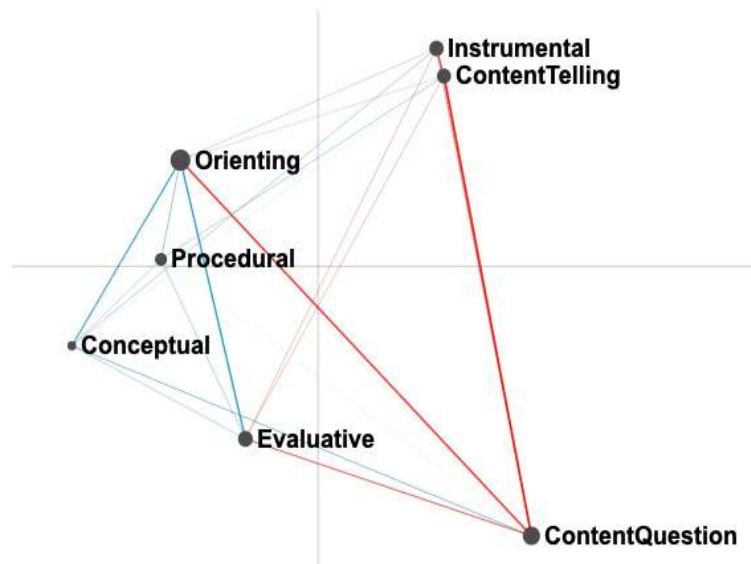 Instrumental
ContentTelling
Orienting
Procedural
Conceptual
Evaluative
ContentQuestion